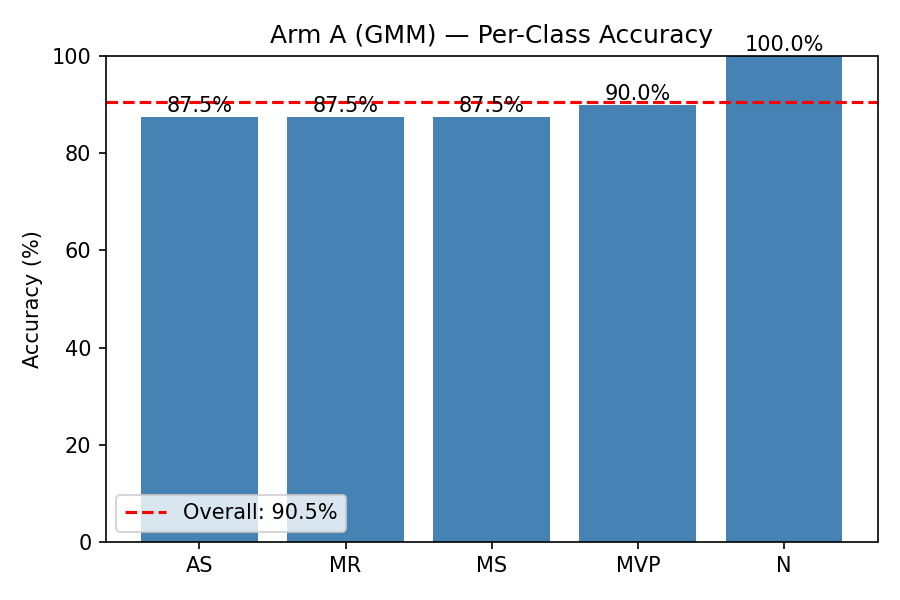 Arm A (GMM) — Per-Class Accuracy
100.0%
100
87.5% 87.5% 87.5% 90.0%
80
60
40
20
0
Accuracy (%)
Overall: 90.5%
AS MR MS MVP N